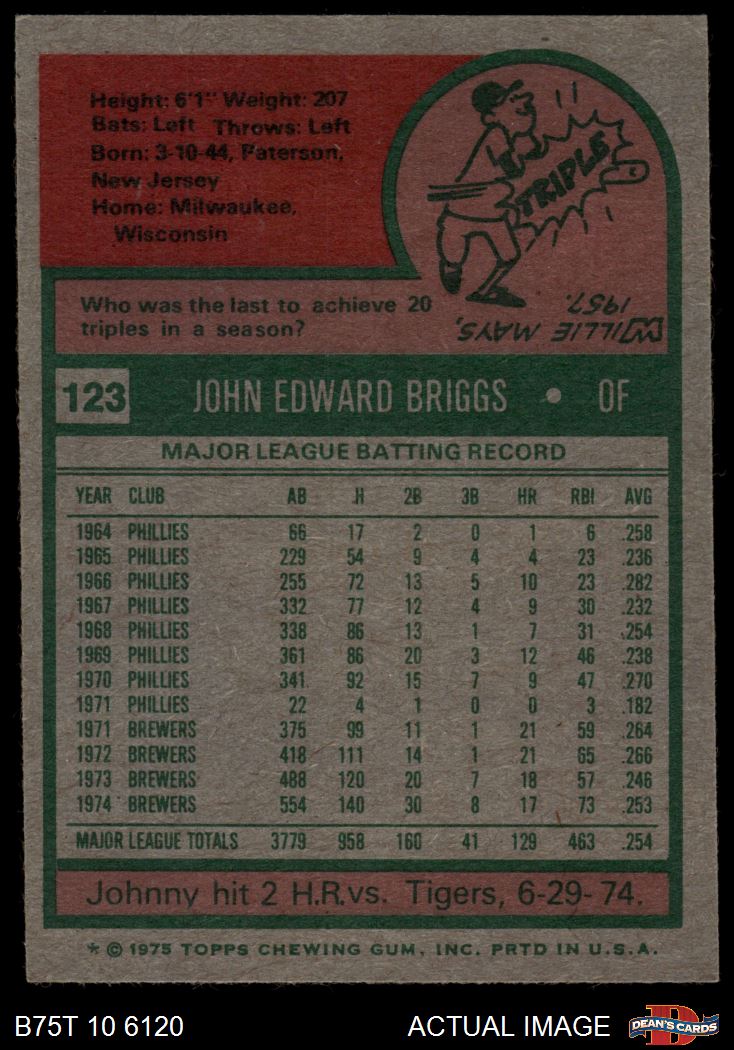 Height: 6'1" Weight: 207
Bats: Left Throws: Left
Born: 3-10-44, Paterson,
New Jersey
Home: Milwaukee,
Wisconsin
TRIPLE
Who was the last to achieve 20
triples in a season?
WILLIE MAYS,
1957.
123 JOHN EDWARD BRIGGS • OF
MAJOR LEAGUE BATTING RECORD
YEAR CLUB AB H 2B 3B HR RBI AVG
1964 PHILLIES 66 17 2 0 1 6 .258
1965 PHILLIES 229 54 9 4 4 23 .236
1966 PHILLIES 255 72 13 5 10 23 .282
1967 PHILLIES 332 77 12 4 9 30 .232
1968 PHILLIES 338 86 13 1 7 31 .254
1969 PHILLIES 361 86 20 3 12 46 .238
1970 PHILLIES 341 92 15 7 9 47 .270
1971 PHILLIES 22 4 1 0 0 3 .182
1971 BREWERS 375 99 11 1 21 59 .264
1972 BREWERS 418 111 14 1 21 65 .266
1973 BREWERS 488 120 20 7 18 57 .246
1974 BREWERS 554 140 30 8 17 73 .253
MAJOR LEAGUE TOTALS 3779 958 160 41 129 463 .254
Johnny hit 2 H.R.vs. Tigers, 6-29-74.
* © 1975 TOPPS CHEWING GUM, INC. PRTD IN U.S.A.
B75T 10 6120 ACTUAL IMAGE DEAN'S CARDS